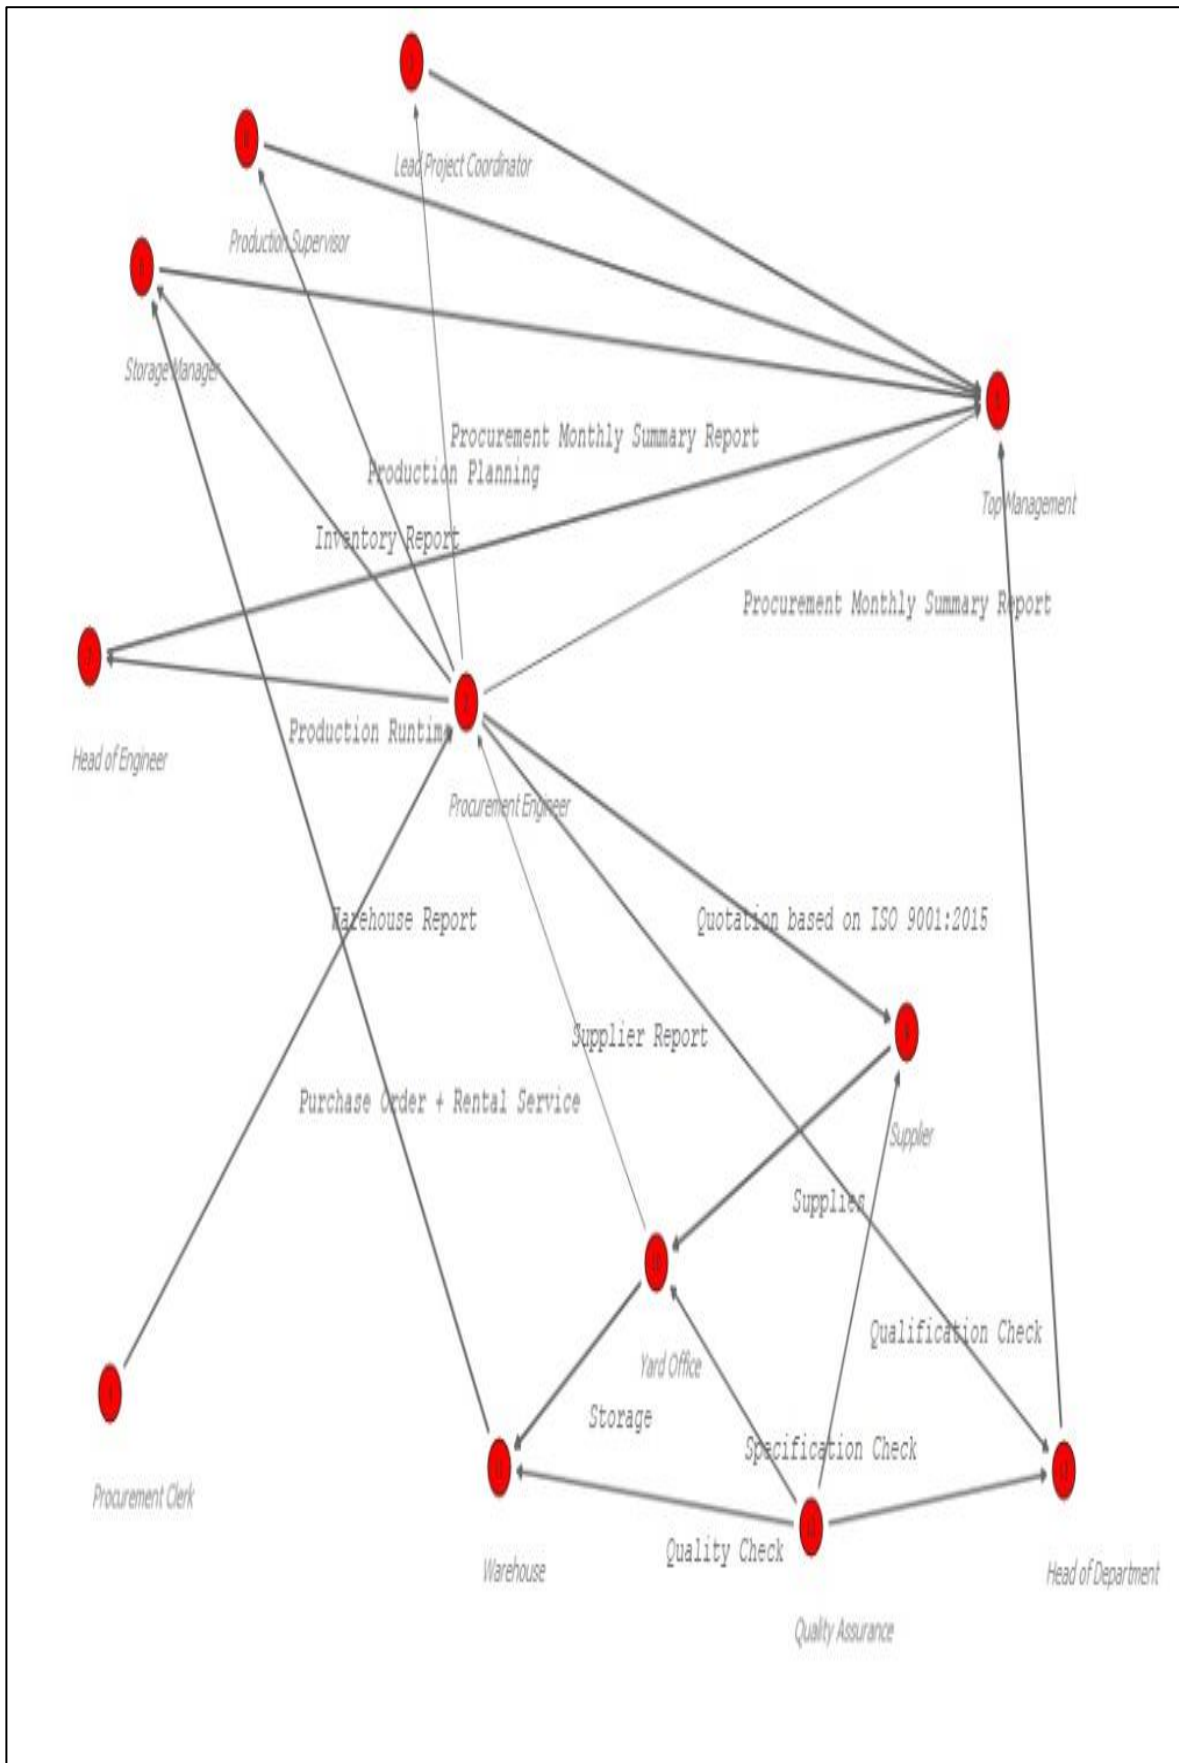 Lead Project Coordinator
Production Supervisor
Storage Manager
Procurement Monthly Summary Report
Production Planning
Top Management
Inventory Report
Procurement Monthly Summary Report
Production Runtime
Head of Engineer
Procurement Engineer
Warehouse Report
Quotation based on ISO 9001:2015
Supplier Report
Purchase Order + Rental Service
Supplier
Supplies
Qualification Check
Yard Office
Storage
Specification Check
Procurement Clerk
Quality Check
Warehouse
Head of Department
Quality Assurance